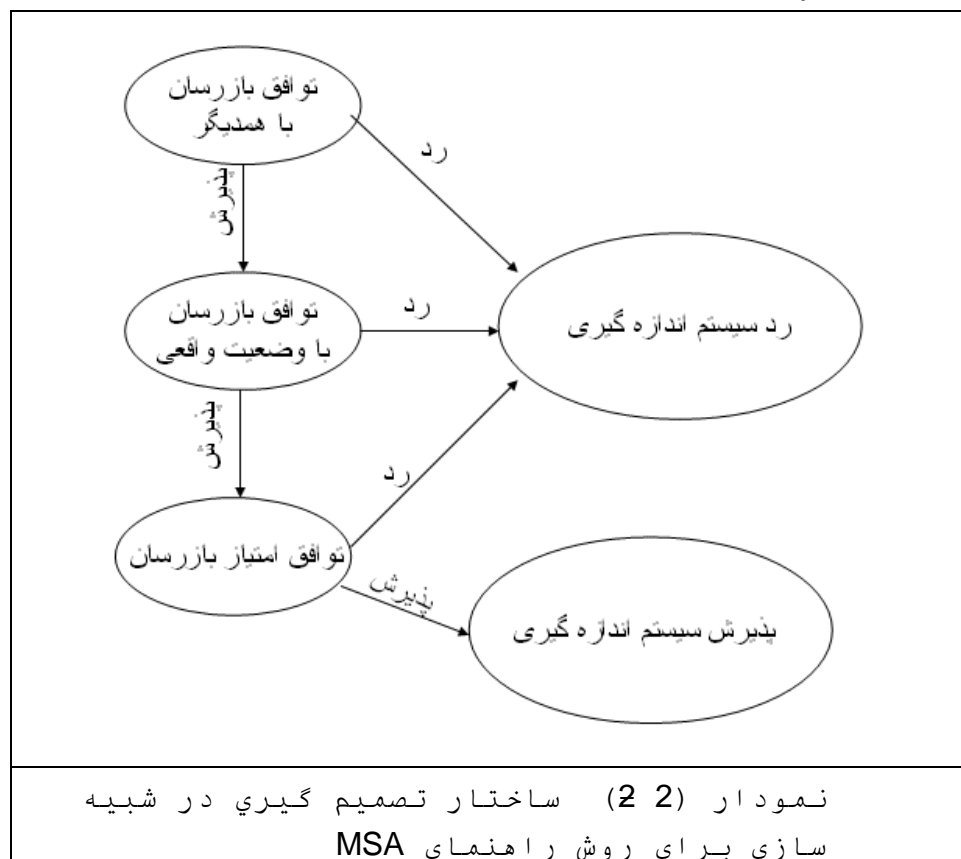 توافق بازرسان
با همدیگر
رد
پذیرش
توافق بازرسان
با وضعیت واقعی
رد
رد سیستم اندازه گیری
پذیرش
رد
توافق امتیاز بازرسان
پذیرش
پذیرش سیستم اندازه گیری
نمودار (2 2) ساختار تصمیم گیري در شبیه
سازی برای روش راهنمای MSA